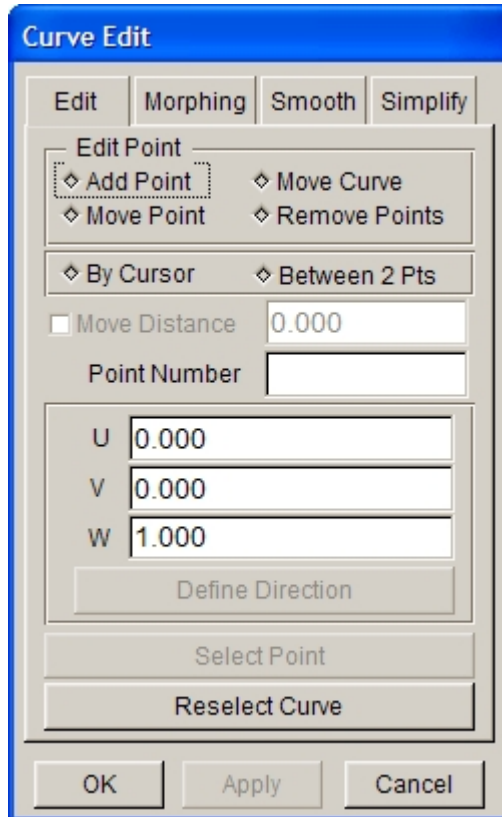 Curve Edit
Edit Morphing Smooth Simplify
Edit Point
Add Point Move Curve
Move Point Remove Points
By Cursor Between 2 Pts
Move Distance 0.000
Point Number
U 0.000
V 0.000
W 1.000
Define Direction
Select Point
Reselect Curve
OK Apply Cancel